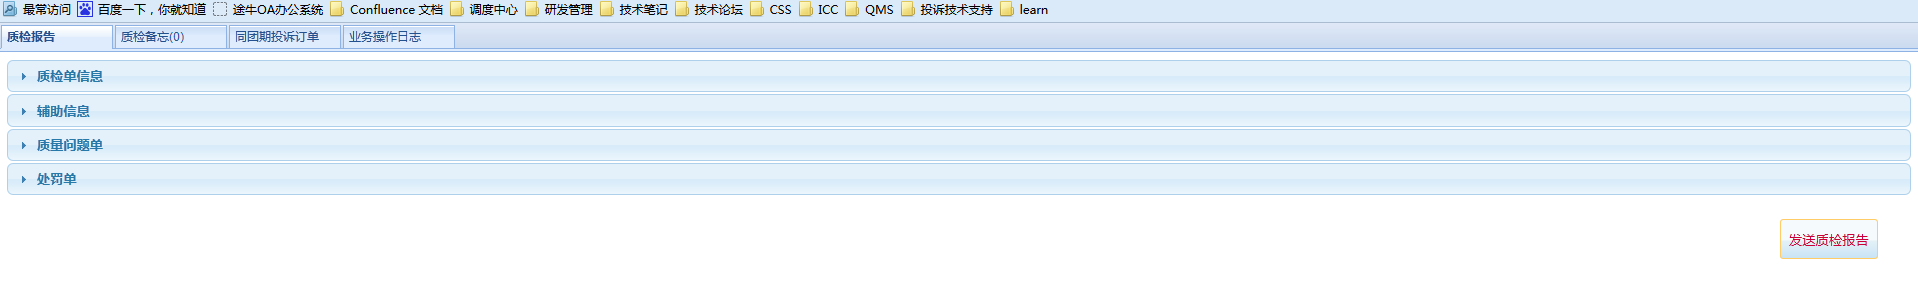 最常访问 百度一下，你就知道 途牛OA办公系统 Confluence 文档 调度中心 研发管理 技术笔记 技术论坛 CSS ICC QMS 投诉技术支持 learn
质检报告 质检备忘(0) 同团期投诉订单 业务操作日志
质检单信息
辅助信息
质量问题单
处罚单
发送质检报告